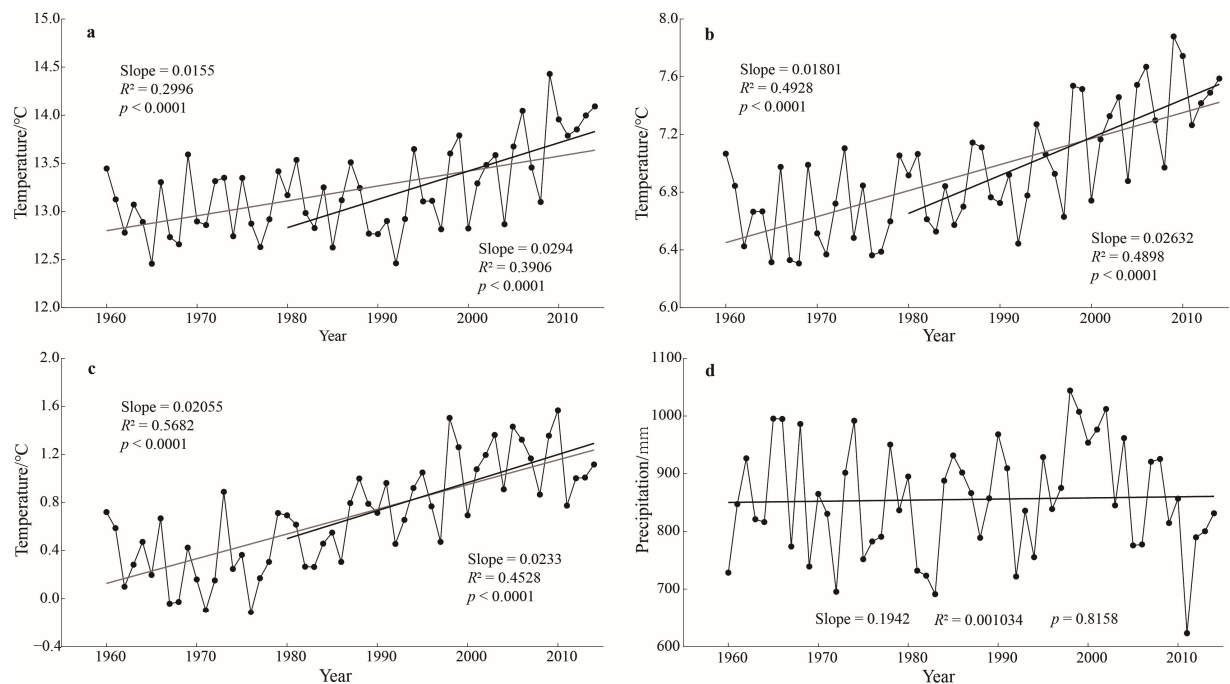 a
15.0
14.5
14.0
13.5
13.0
12.5
12.0
Temperature/°C
Slope = 0.0155
R² = 0.2996
p < 0.0001
Slope = 0.0294
R² = 0.3906
p < 0.0001
1960 1970 1980 1990 2000 2010
Year
b
8.0
7.6
7.2
6.8
6.4
6.0
Temperature/°C
Slope = 0.01801
R² = 0.4928
p < 0.0001
Slope = 0.02632
R² = 0.4898
p < 0.0001
1960 1970 1980 1990 2000 2010
Year
c
2.0
1.6
1.2
0.8
0.4
0.0
−0.4
Temperature/°C
Slope = 0.02055
R² = 0.5682
p < 0.0001
Slope = 0.0233
R² = 0.4528
p < 0.0001
1960 1970 1980 1990 2000 2010
Year
d
1100
1000
900
800
700
600
Precipitation/mm
Slope = 0.1942 R² = 0.001034 p = 0.8158
1960 1970 1980 1990 2000 2010
Year